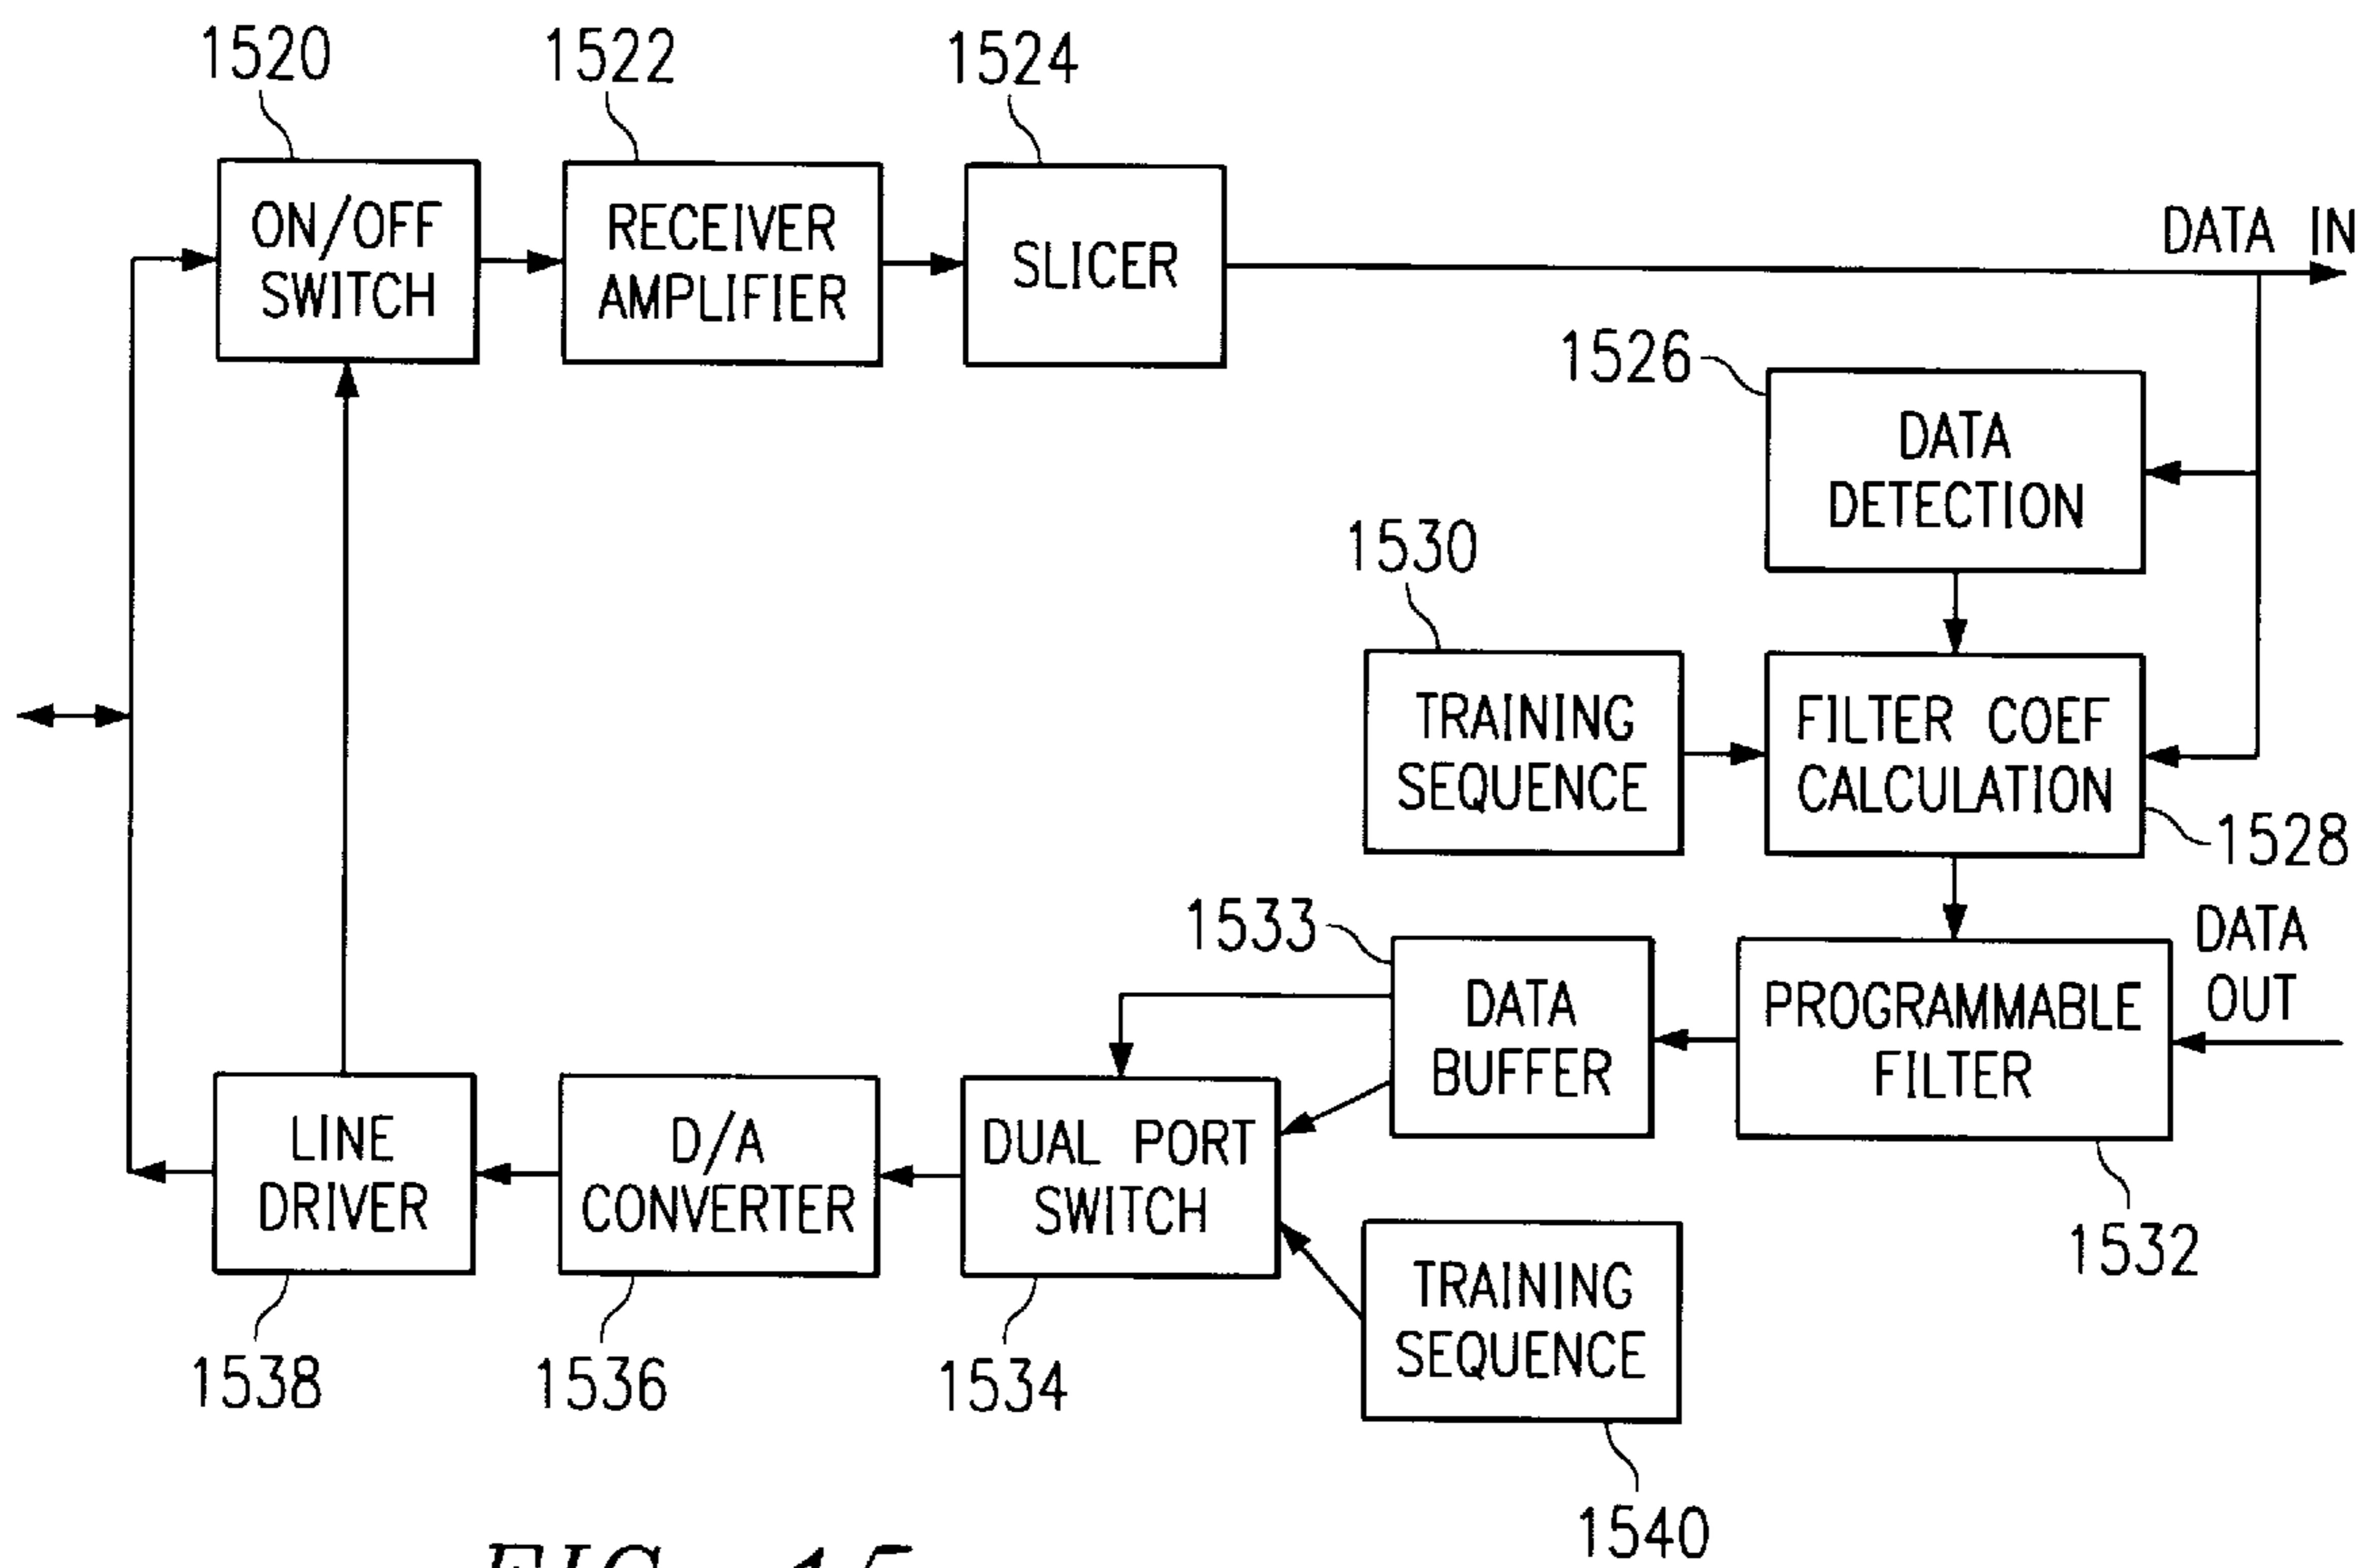 1520
1522
1524
ON/OFF
SWITCH
RECEIVER
AMPLIFIER
SLICER
DATA IN
1526
DATA
DETECTION
1530
TRAINING
SEQUENCE
FILTER COEF
CALCULATION
1528
1533
DATA
BUFFER
PROGRAMMABLE
FILTER
DATA
OUT
LINE
DRIVER
D/A
CONVERTER
DUAL PORT
SWITCH
1532
TRAINING
SEQUENCE
1538
1536
1534
1540
FIG. 15